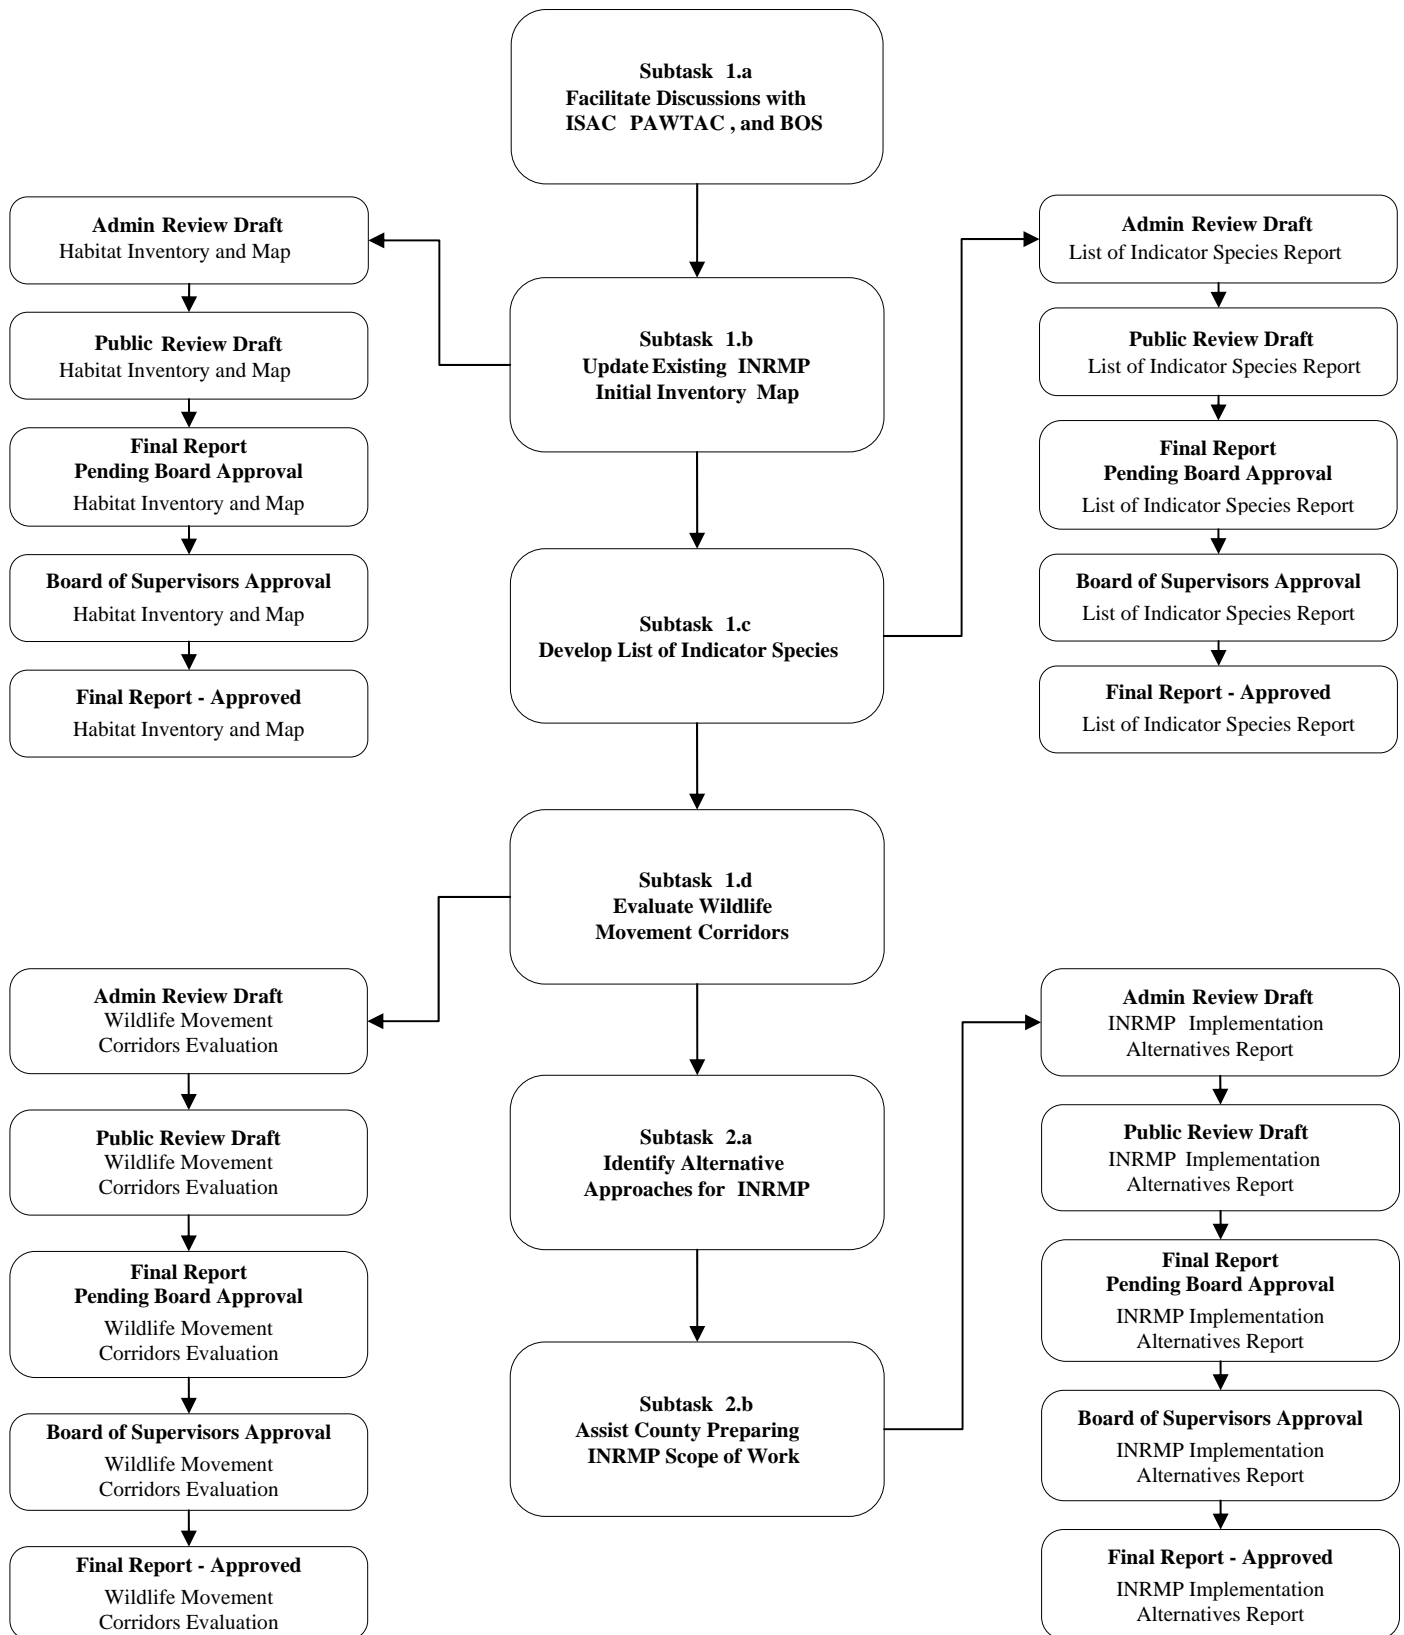 Subtask 1.a
Facilitate Discussions with
ISAC PAWTAC , and BOS
Admin Review Draft
Habitat Inventory and Map
Public Review Draft
Habitat Inventory and Map
Final Report
Pending Board Approval
Habitat Inventory and Map
Board of Supervisors Approval
Habitat Inventory and Map
Final Report - Approved
Habitat Inventory and Map
Subtask 1.b
Update Existing INRMP
Initial Inventory Map
Subtask 1.c
Develop List of Indicator Species
Admin Review Draft
List of Indicator Species Report
Public Review Draft
List of Indicator Species Report
Final Report
Pending Board Approval
List of Indicator Species Report
Board of Supervisors Approval
List of Indicator Species Report
Final Report - Approved
List of Indicator Species Report
Subtask 1.d
Evaluate Wildlife
Movement Corridors
Admin Review Draft
Wildlife Movement
Corridors Evaluation
Public Review Draft
Wildlife Movement
Corridors Evaluation
Final Report
Pending Board Approval
Wildlife Movement
Corridors Evaluation
Board of Supervisors Approval
Wildlife Movement
Corridors Evaluation
Final Report - Approved
Wildlife Movement
Corridors Evaluation
Subtask 2.a
Identify Alternative
Approaches for INRMP
Subtask 2.b
Assist County Preparing
INRMP Scope of Work
Admin Review Draft
INRMP Implementation
Alternatives Report
Public Review Draft
INRMP Implementation
Alternatives Report
Final Report
Pending Board Approval
INRMP Implementation
Alternatives Report
Board of Supervisors Approval
INRMP Implementation
Alternatives Report
Final Report - Approved
INRMP Implementation
Alternatives Report